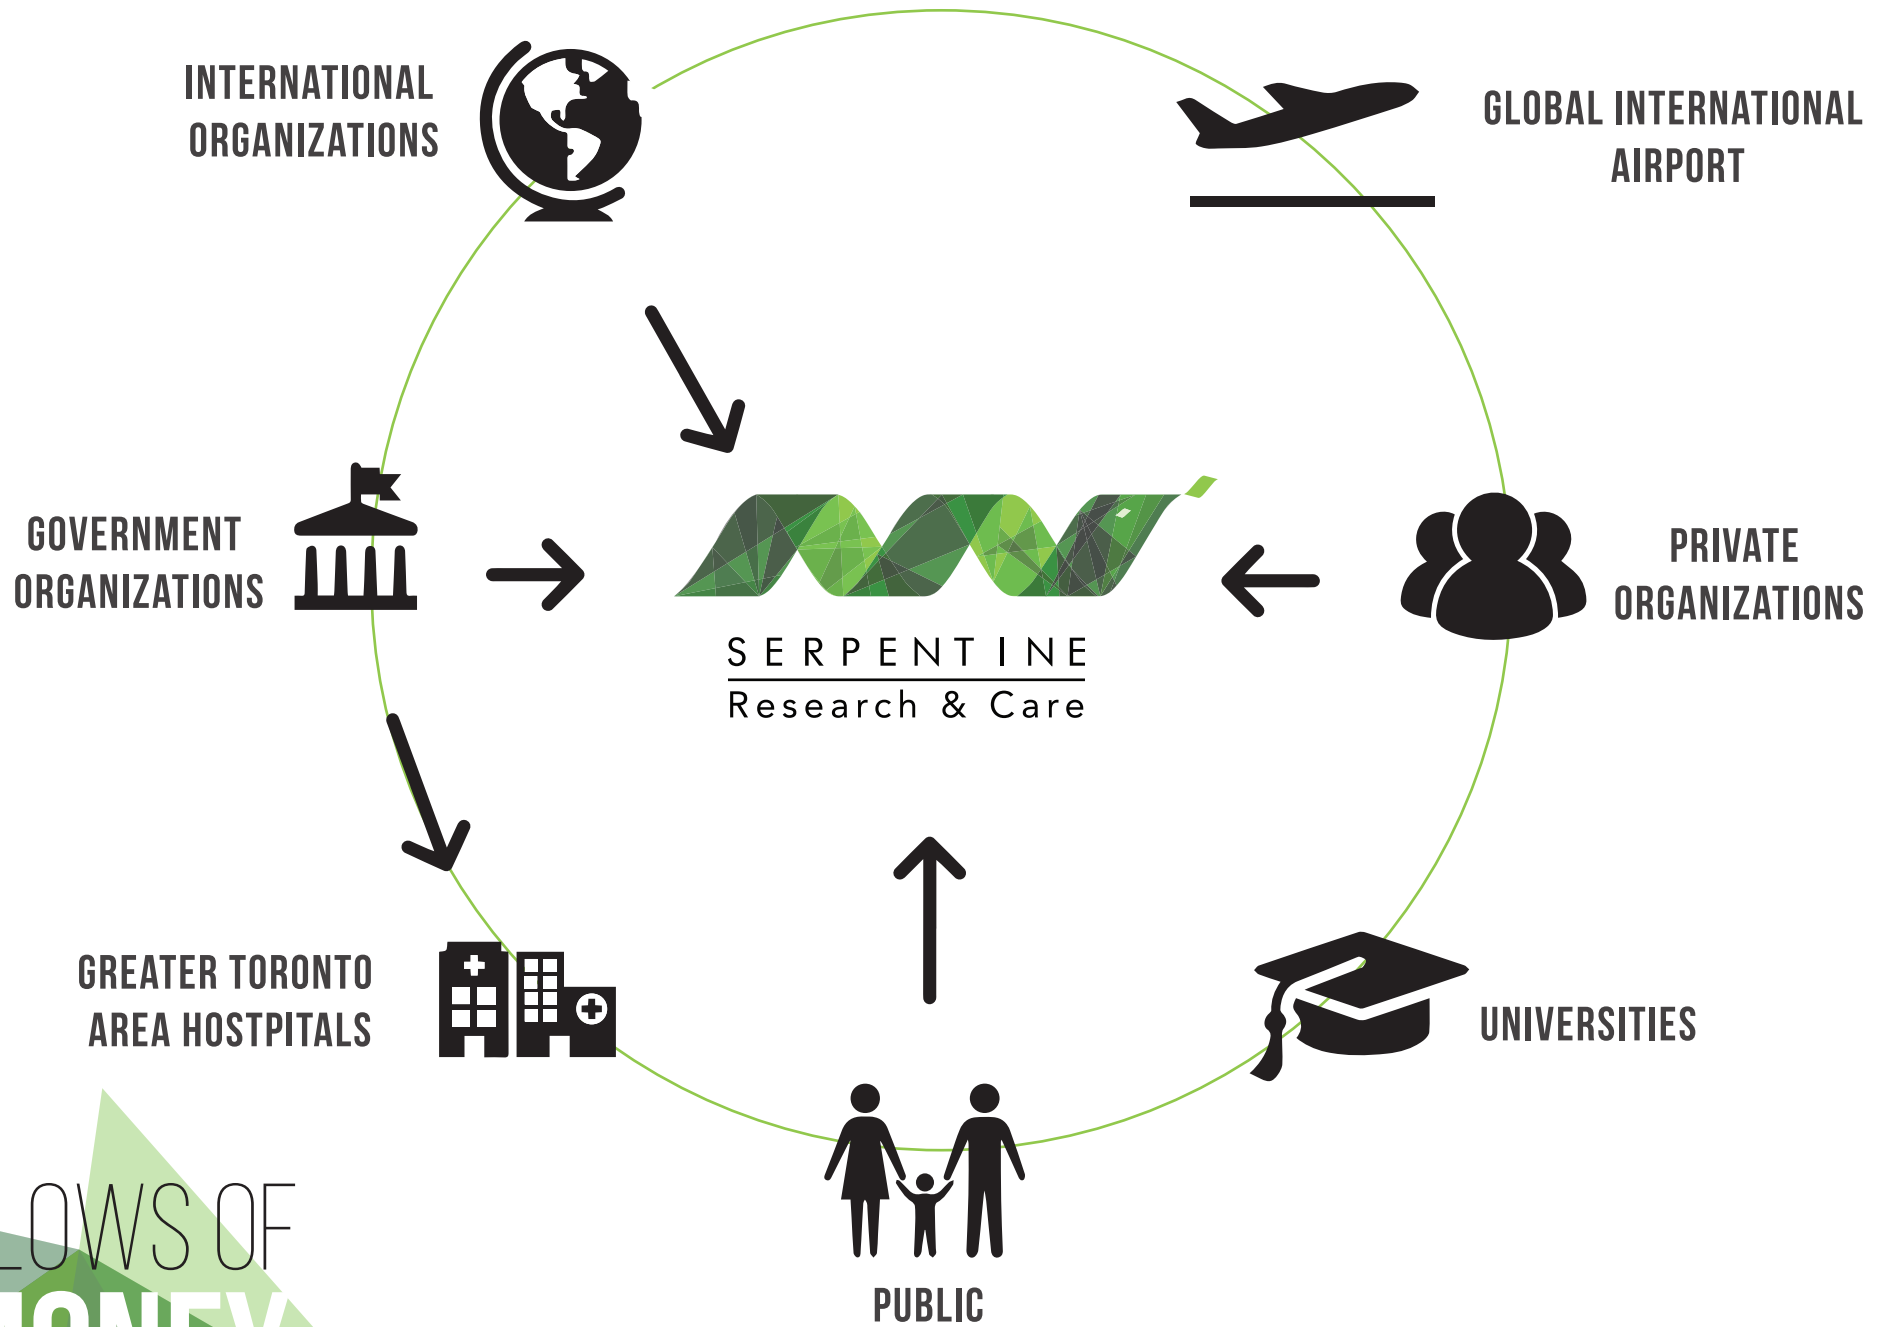 INTERNATIONAL
ORGANIZATIONS
GLOBAL INTERNATIONAL
AIRPORT
GOVERNMENT
ORGANIZATIONS
PRIVATE
ORGANIZATIONS
SERPENTINE
Research & Care
GREATER TORONTO
AREA HOSTPITALS
UNIVERSITIES
PUBLIC
LOWS OF